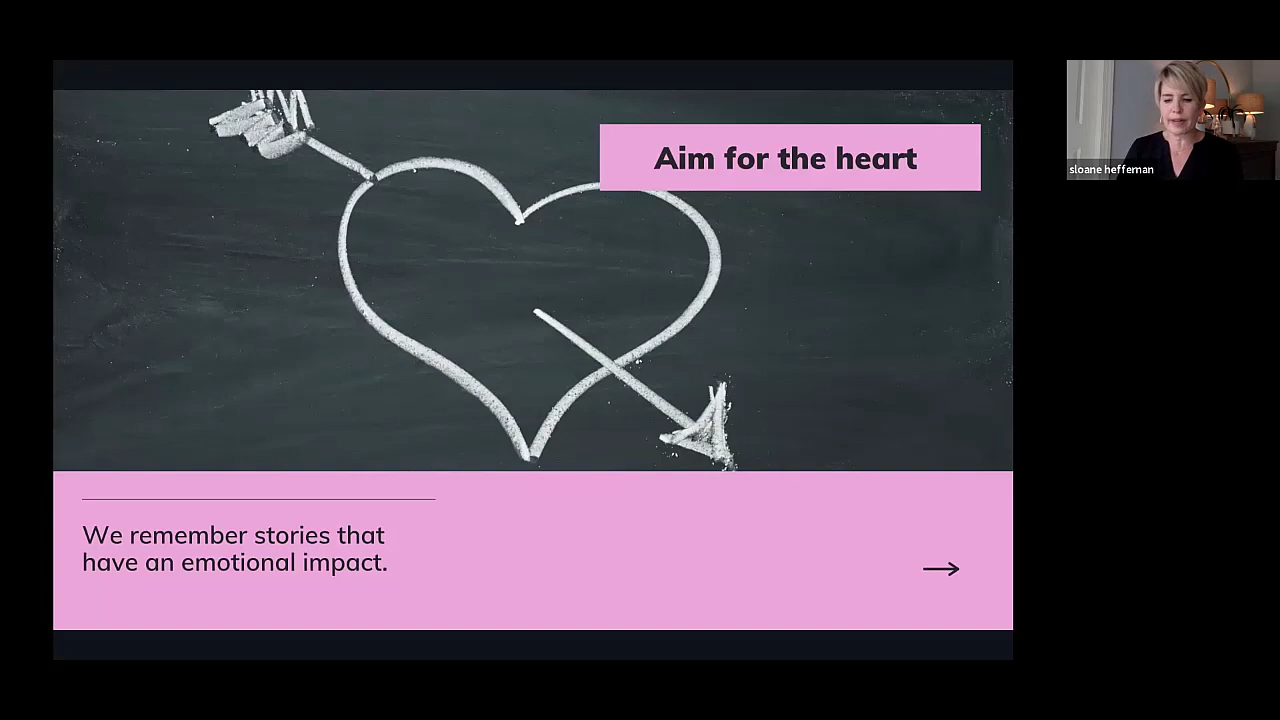 Aim for the heart
sloane heffernan
We remember stories that
have an emotional impact.